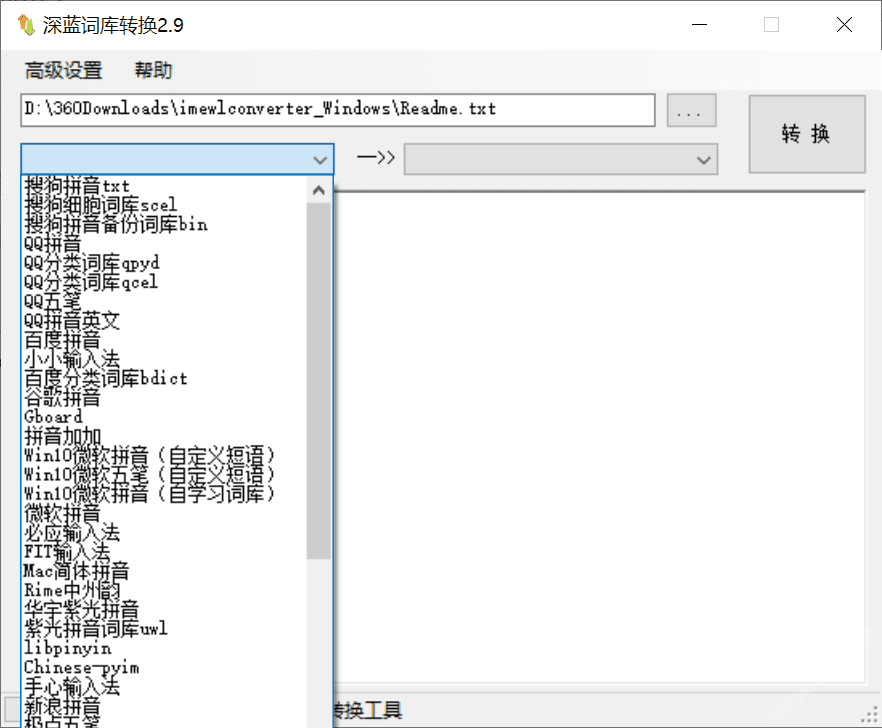 深蓝词库转换2.9
高级设置 帮助
D:\360Downloads\imewlconverter_Windows\Readme.txt
...
转 换
—>>
搜狗拼音txt
搜狗细胞词库scel
搜狗拼音备份词库bin
QQ拼音
QQ分类词库qpyd
QQ分类词库qcel
QQ五笔
QQ拼音英文
百度拼音
小小输入法
百度分类词库bdict
谷歌拼音
Gboard
拼音加加
Win10微软拼音（自定义短语）
Win10微软五笔（自定义短语）
Win10微软拼音（自学习词库）
微软拼音
必应输入法
FIT输入法
Mac简体拼音
Rime中州韵
华宇紫光拼音
紫光拼音词库uwl
libpinyin
Chinese-pyim
手心输入法
新浪拼音
极点五笔
转换工具